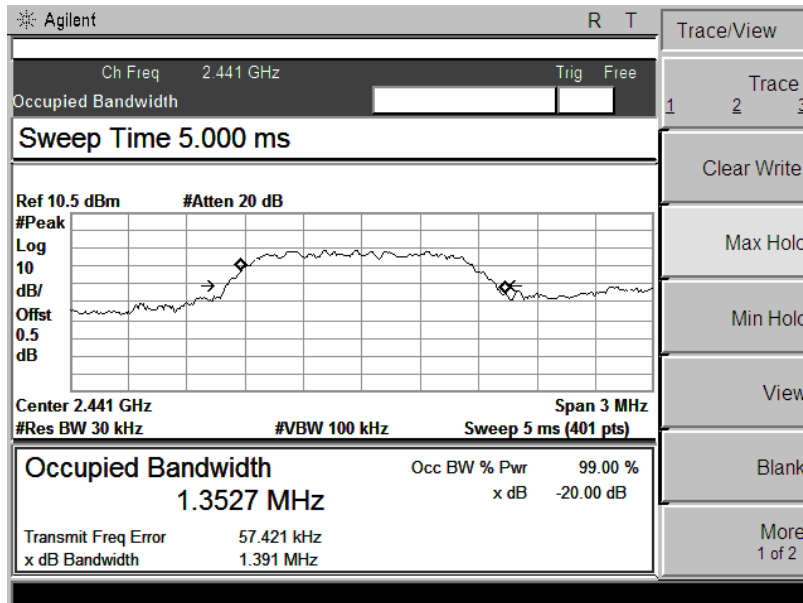 Agilent R T
Ch Freq 2.441 GHz Trig Free
Occupied Bandwidth
Sweep Time 5.000 ms
Ref 10.5 dBm #Atten 20 dB
#Peak
Log
10
dB/
Offst
0.5
dB
Center 2.441 GHz Span 3 MHz
#Res BW 30 kHz #VBW 100 kHz Sweep 5 ms (401 pts)
Occupied Bandwidth Occ BW % Pwr 99.00 %
1.3527 MHz x dB -20.00 dB
Transmit Freq Error 57.421 kHz
x dB Bandwidth 1.391 MHz
Trace/View
Trace
1 2 3
Clear Write
Max Hold
Min Hold
View
Blank
More
1 of 2